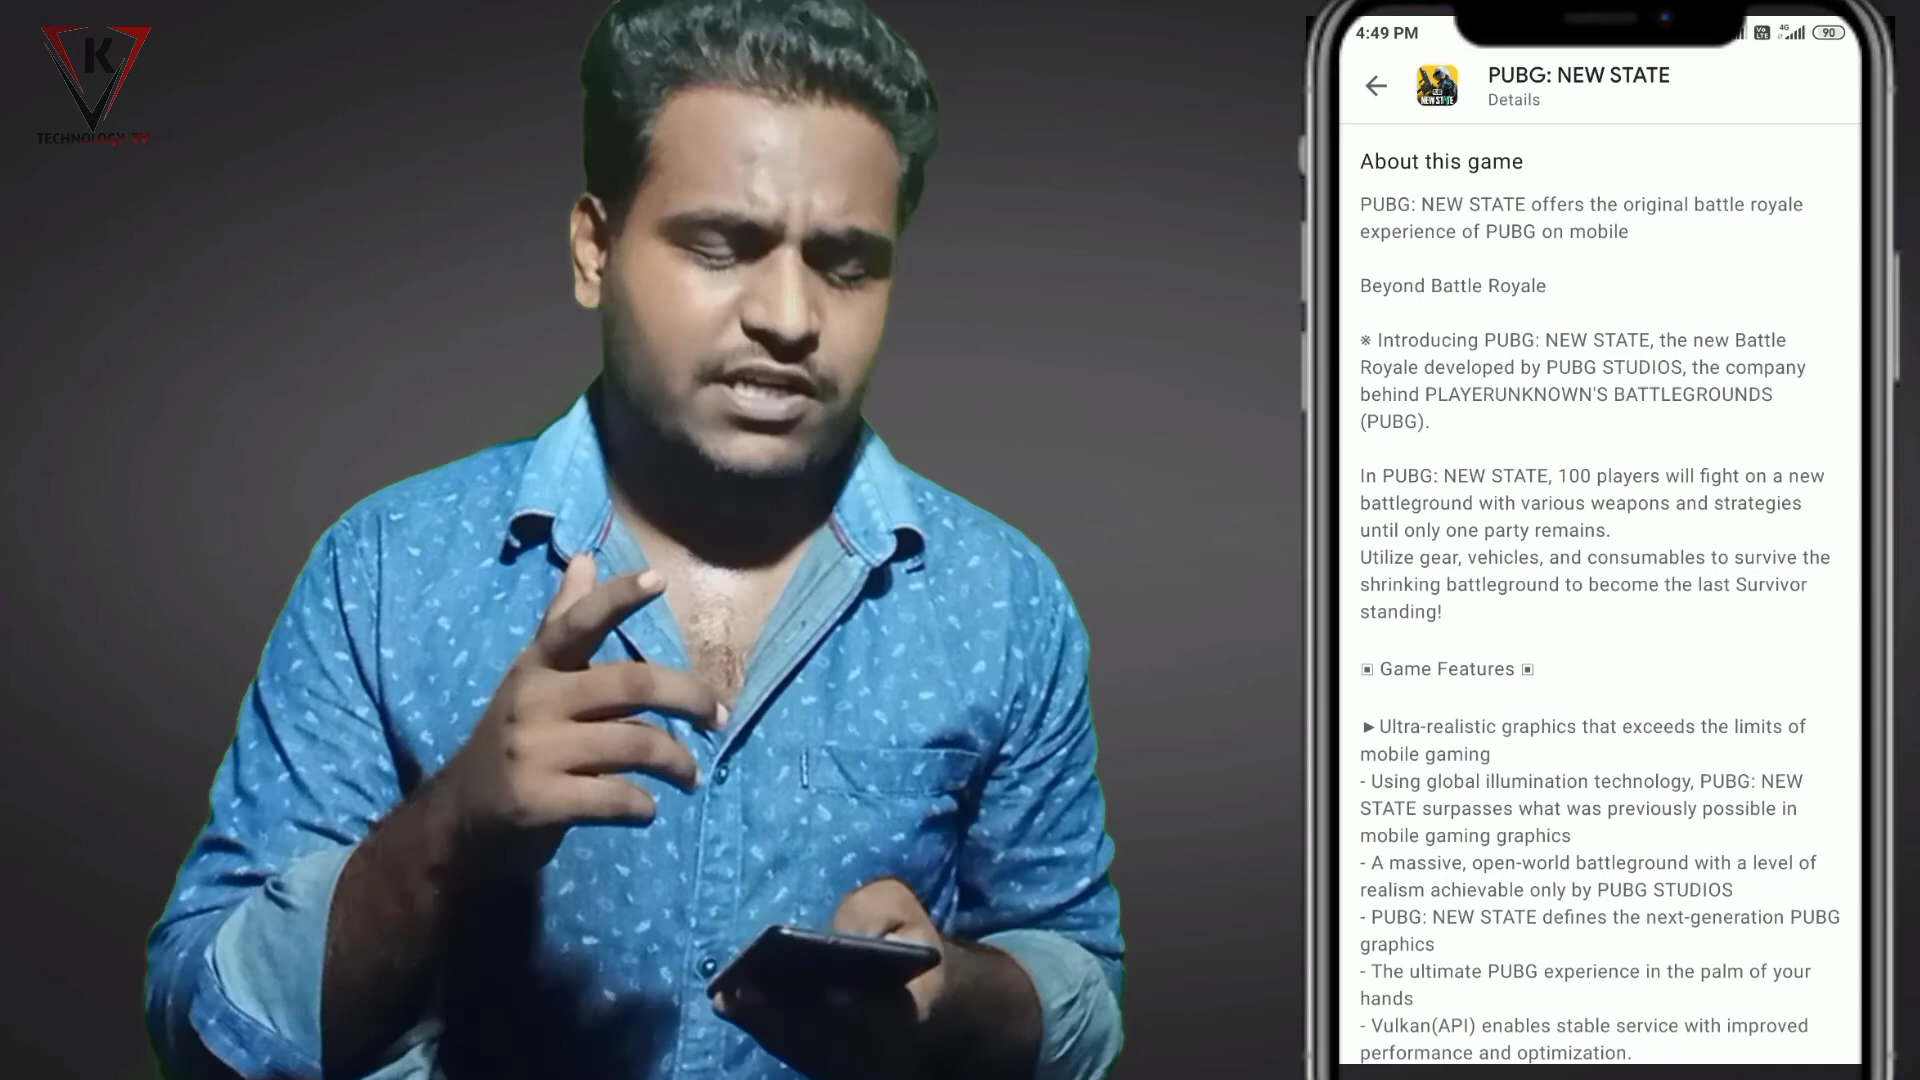 K
TECHNOLOGY TV
4:49 PM
4G
90
PUBG: NEW STATE
Details
About this game
PUBG: NEW STATE offers the original battle royale
experience of PUBG on mobile
Beyond Battle Royale
※ Introducing PUBG: NEW STATE, the new Battle
Royale developed by PUBG STUDIOS, the company
behind PLAYERUNKNOWN'S BATTLEGROUNDS
(PUBG).
In PUBG: NEW STATE, 100 players will fight on a new
battleground with various weapons and strategies
until only one party remains.
Utilize gear, vehicles, and consumables to survive the
shrinking battleground to become the last Survivor
standing!
▣ Game Features ▣
►Ultra-realistic graphics that exceeds the limits of
mobile gaming
- Using global illumination technology, PUBG: NEW
STATE surpasses what was previously possible in
mobile gaming graphics
- A massive, open-world battleground with a level of
realism achievable only by PUBG STUDIOS
- PUBG: NEW STATE defines the next-generation PUBG
graphics
- The ultimate PUBG experience in the palm of your
hands
- Vulkan(API) enables stable service with improved
performance and optimization.